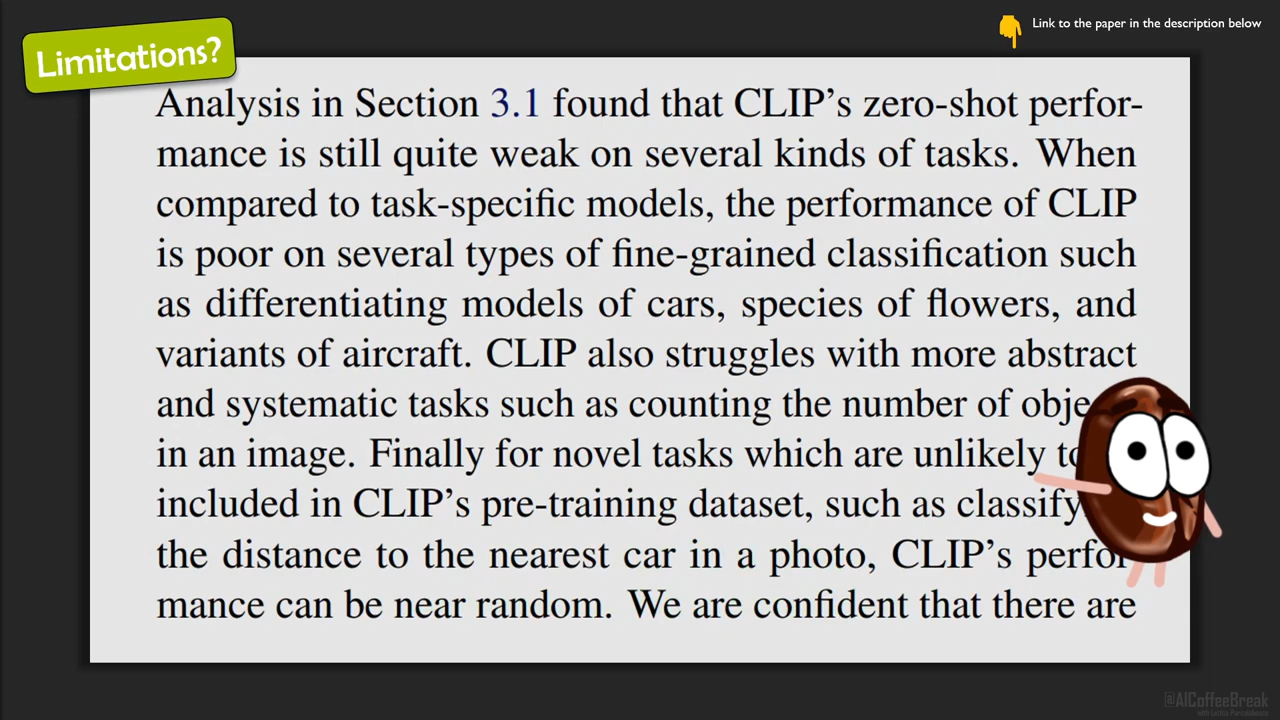 Limitations?
Link to the paper in the description below
Analysis in Section 3.1 found that CLIP's zero-shot perfor-
mance is still quite weak on several kinds of tasks. When
compared to task-specific models, the performance of CLIP
is poor on several types of fine-grained classification such
as differentiating models of cars, species of flowers, and
variants of aircraft. CLIP also struggles with more abstract
and systematic tasks such as counting the number of obje
in an image. Finally for novel tasks which are unlikely to
included in CLIP's pre-training dataset, such as classify
the distance to the nearest car in a photo, CLIP's perfor-
mance can be near random. We are confident that there are
@AICoffeeBreak